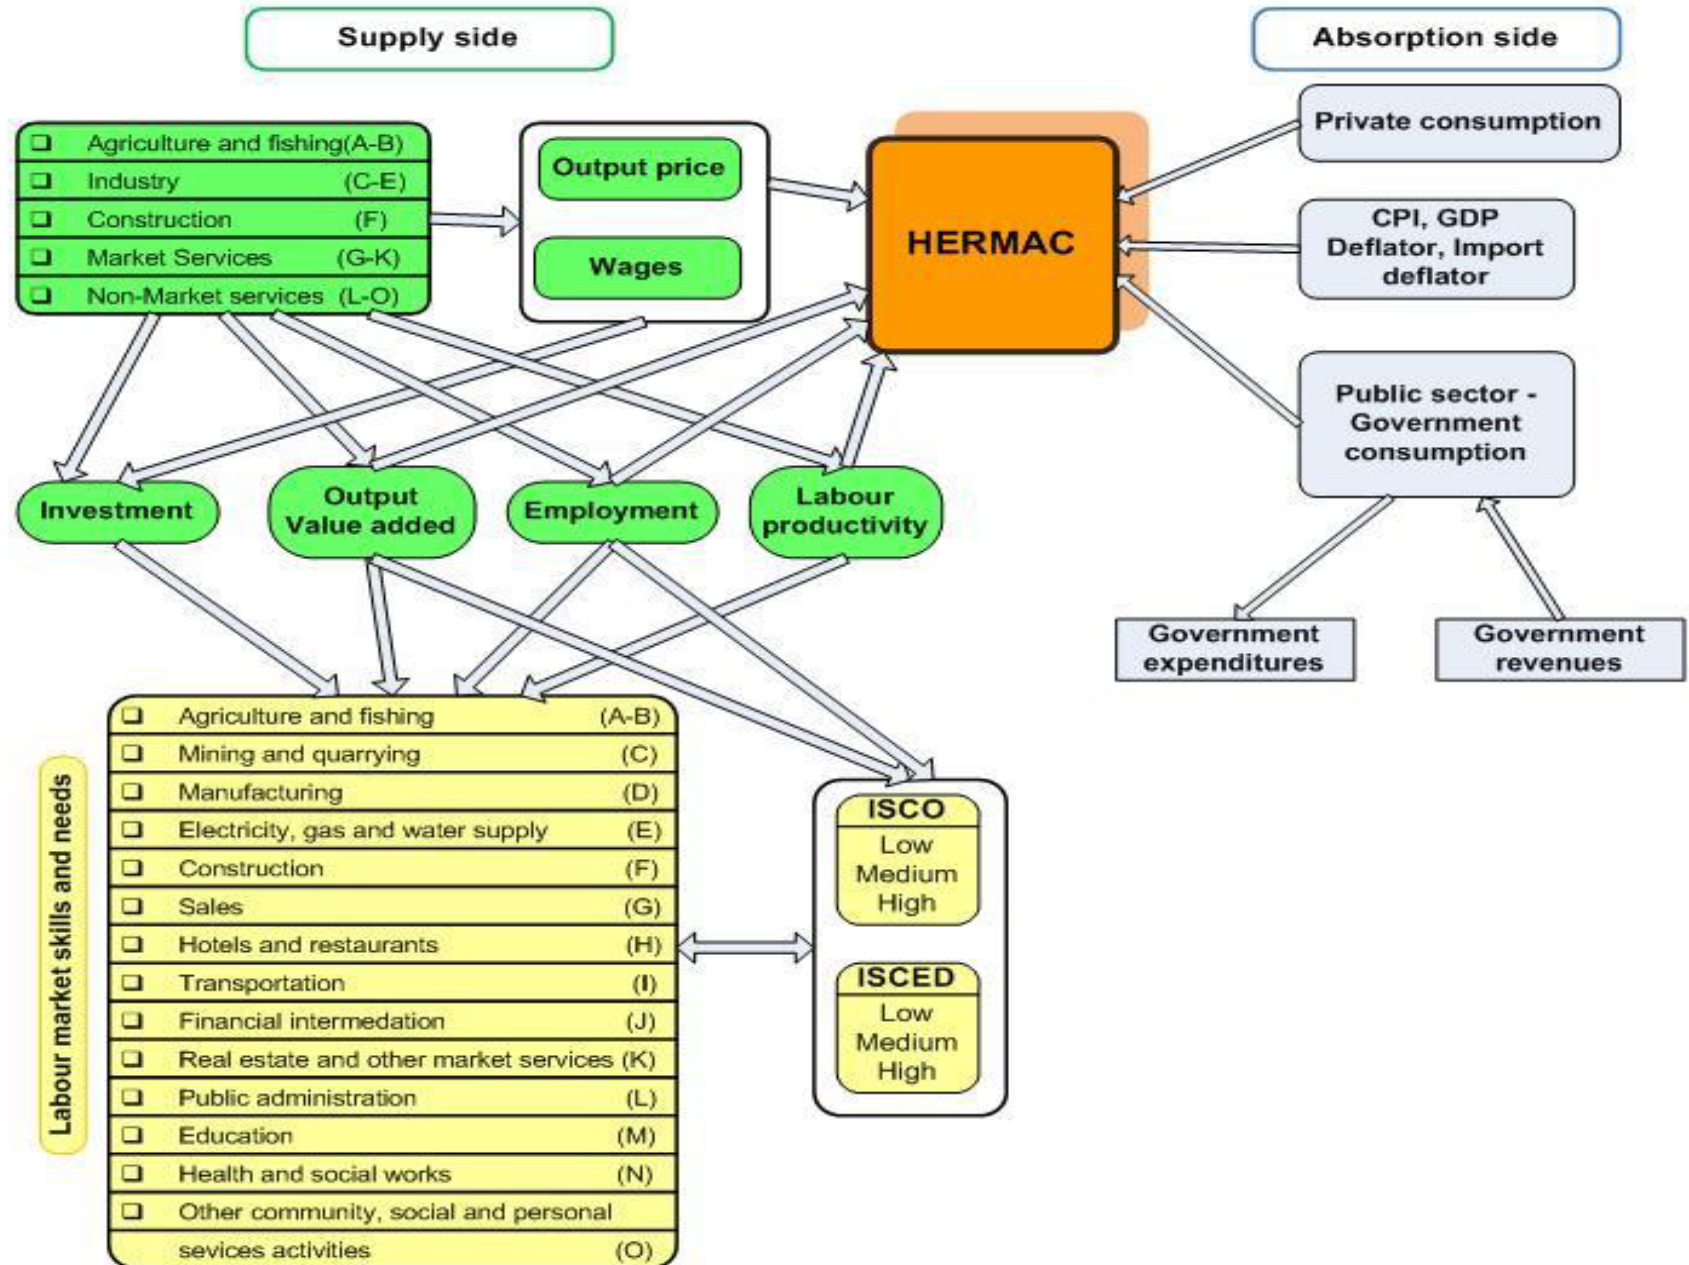 Supply side
Absorption side
Agriculture and fishing(A-B)
Industry (C-E)
Construction (F)
Market Services (G-K)
Non-Market services (L-O)
Output price
Wages
HERMAC
Private consumption
CPI, GDP
Deflator, Import
deflator
Public sector -
Government
consumption
Government
expenditures
Government
revenues
Investment
Output
Value added
Employment
Labour
productivity
Labour market skills and needs
Agriculture and fishing (A-B)
Mining and quarrying (C)
Manufacturing (D)
Electricity, gas and water supply (E)
Construction (F)
Sales (G)
Hotels and restaurants (H)
Transportation (I)
Financial intermedation (J)
Real estate and other market services (K)
Public administration (L)
Education (M)
Health and social works (N)
Other community, social and personal
sevices activities (O)
ISCO
Low
Medium
High
ISCED
Low
Medium
High